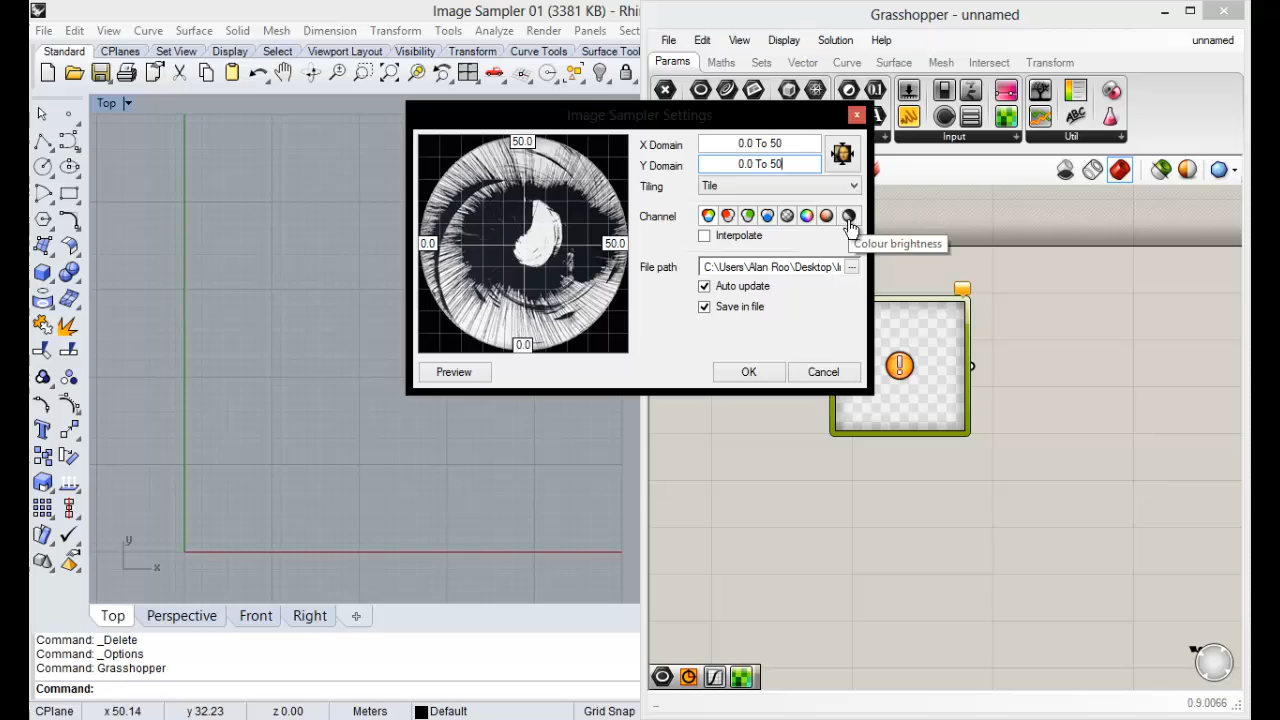 Image Sampler 01 (3381 KB) - Rhi
File Edit View Curve Surface Solid Mesh Dimension Transform Tools Analyze Render Panels Sect
Standard CPlanes Set View Display Select Viewport Layout Visibility Transform Curve Tools Surface Tool
Top
Grasshopper - unnamed
File Edit View Display Solution Help unnamed
Params Maths Sets Vector Curve Surface Mesh Intersect Transform
Input Util
Image Sampler Settings
50.0
0.0
50.0
0.0
X Domain 0.0 To 50
Y Domain 0.0 To 50
Tiling Tile
Channel
Colour brightness
Interpolate
File path C:\Users\Alan Roo\Desktop\I ...
Auto update
Save in file
Preview OK Cancel
y
x
Top Perspective Front Right
Command: _Delete
Command: _Options
Command: Grasshopper
Command:
CPlane x 50.14 y 32.23 z 0.00 Meters Default Grid Snap
0.9.0066